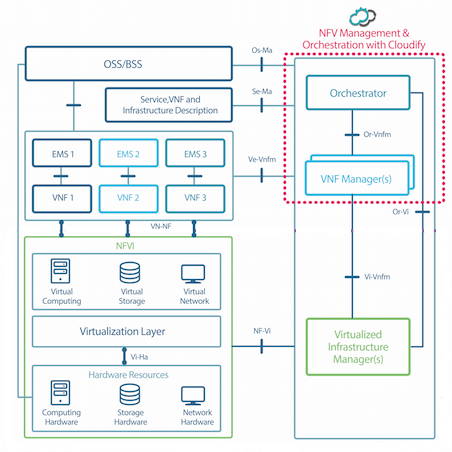 NFV Management &
Orchestration with Cloudify
Os-Ma
OSS/BSS
Se-Ma
Service,VNF and
Infrastructure Description
Orchestrator
Or-Vnfm
EMS 1
EMS 2
EMS 3
Ve-Vnfm
VNF Manager(s)
VNF 1
VNF 2
VNF 3
Or-Vi
VN-NF
NFVI
Virtual
Computing
Virtual
Storage
Virtual
Network
Vi-Vnfm
Virtualization Layer
NF-Vi
Virtualized
Infrastructure
Manager(s)
Vi-Ha
Hardware Resources
Computing
Hardware
Storage
Hardware
Network
Hardware